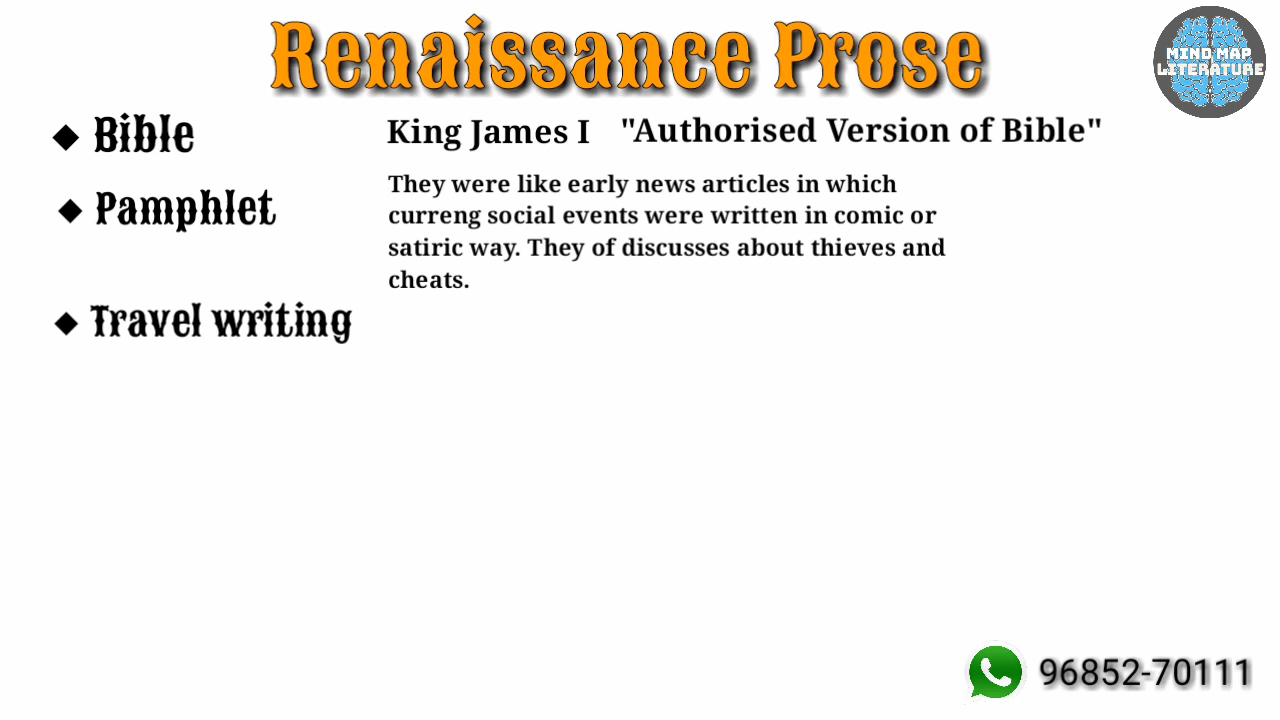 Renaissance Prose
MIND MAP
LITERATURE
◆ Bible
King James I "Authorised Version of Bible"
◆ Pamphlet
They were like early news articles in which
curreng social events were written in comic or
satiric way. They of discusses about thieves and
cheats.
◆ Travel writing
96852-70111